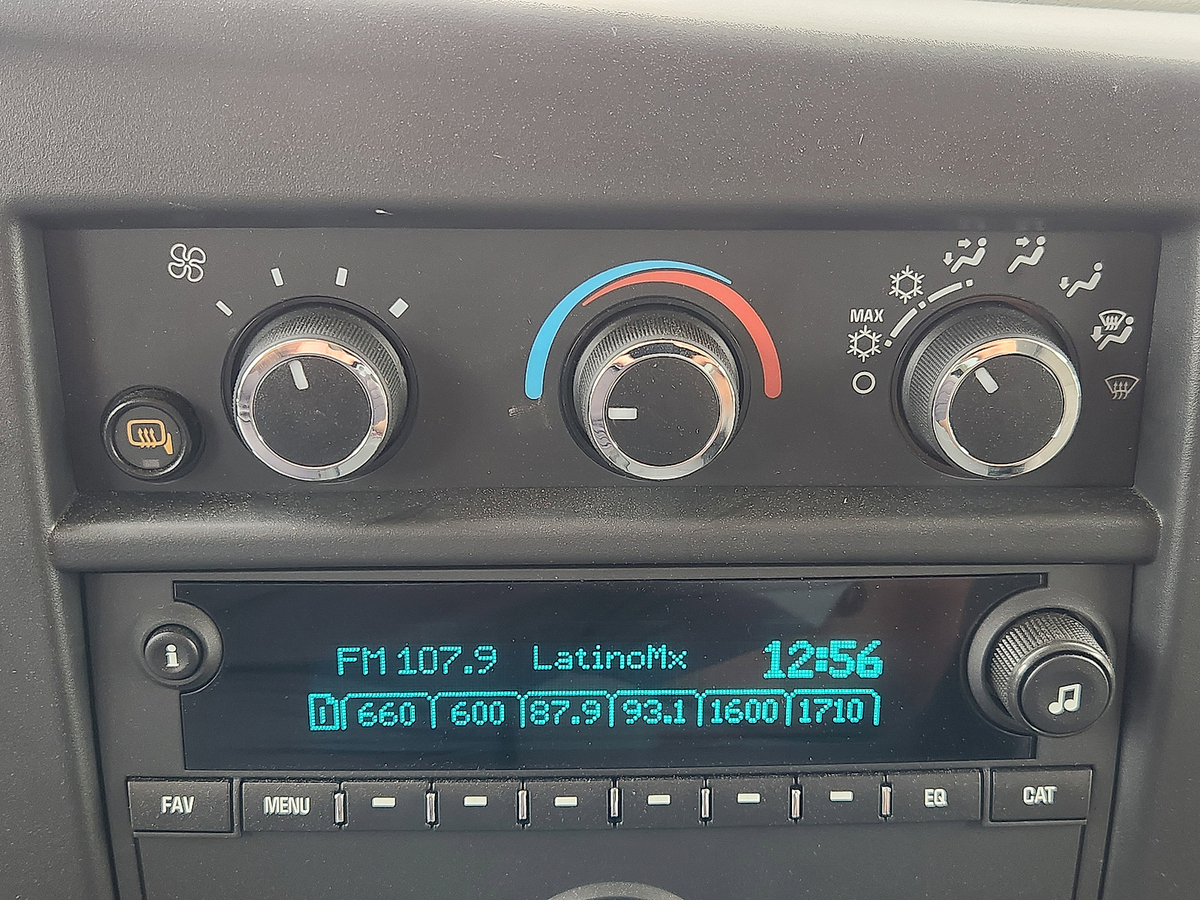 MAX
FM 107.9 LatinoMx 12:56
1 660 600 87.9 93.1 1600 1710
i
FAV MENU EQ CAT